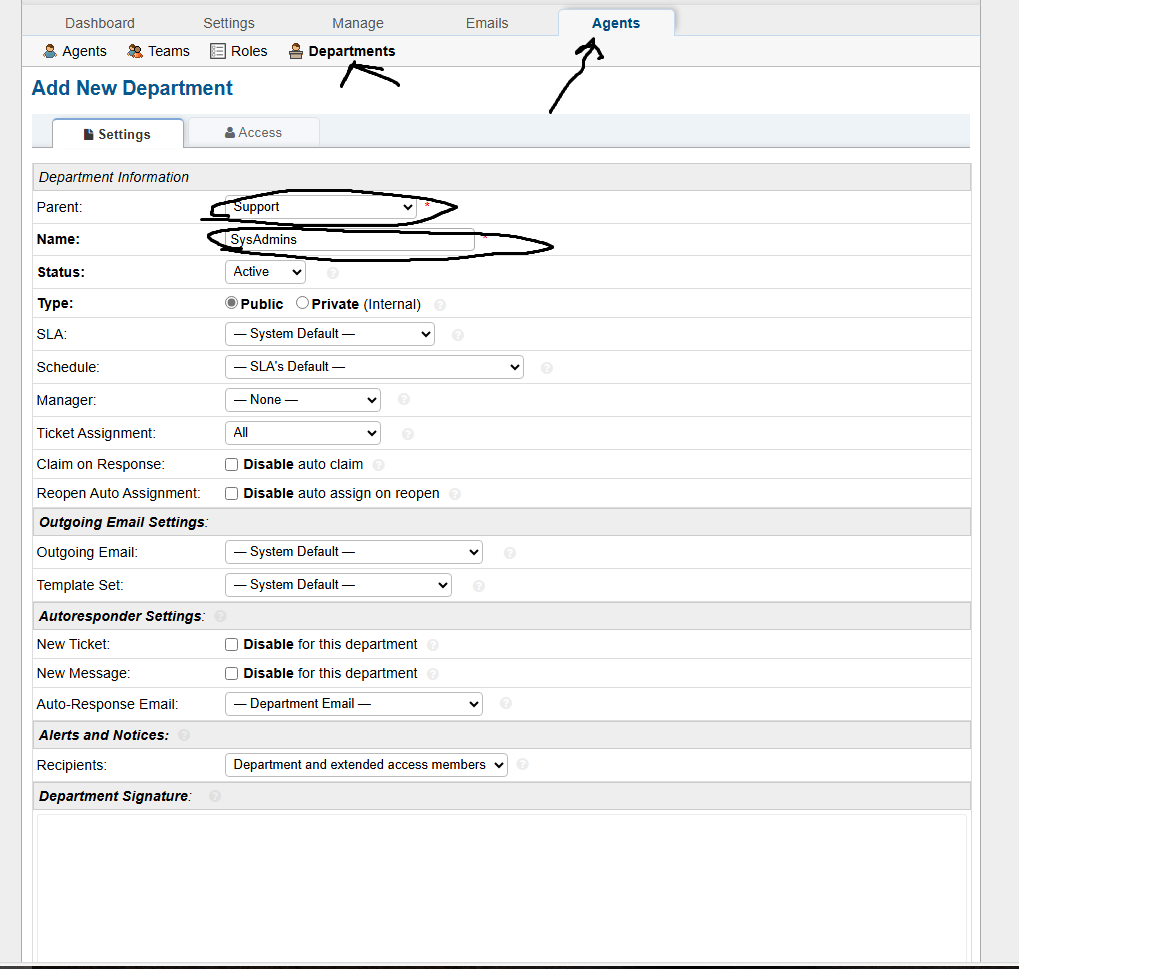 Dashboard Settings Manage Emails Agents
Agents Teams Roles Departments
Add New Department
Settings Access
Department Information
Parent: Support *
Name: SysAdmins *
Status: Active ?
Type: Public Private (Internal) ?
SLA: — System Default — ?
Schedule: — SLA's Default — ?
Manager: — None — ?
Ticket Assignment: All ?
Claim on Response: Disable auto claim ?
Reopen Auto Assignment: Disable auto assign on reopen ?
Outgoing Email Settings:
Outgoing Email: — System Default — ?
Template Set: — System Default — ?
Autoresponder Settings: ?
New Ticket: Disable for this department ?
New Message: Disable for this department ?
Auto-Response Email: — Department Email — ?
Alerts and Notices: ?
Recipients: Department and extended access members ?
Department Signature: ?